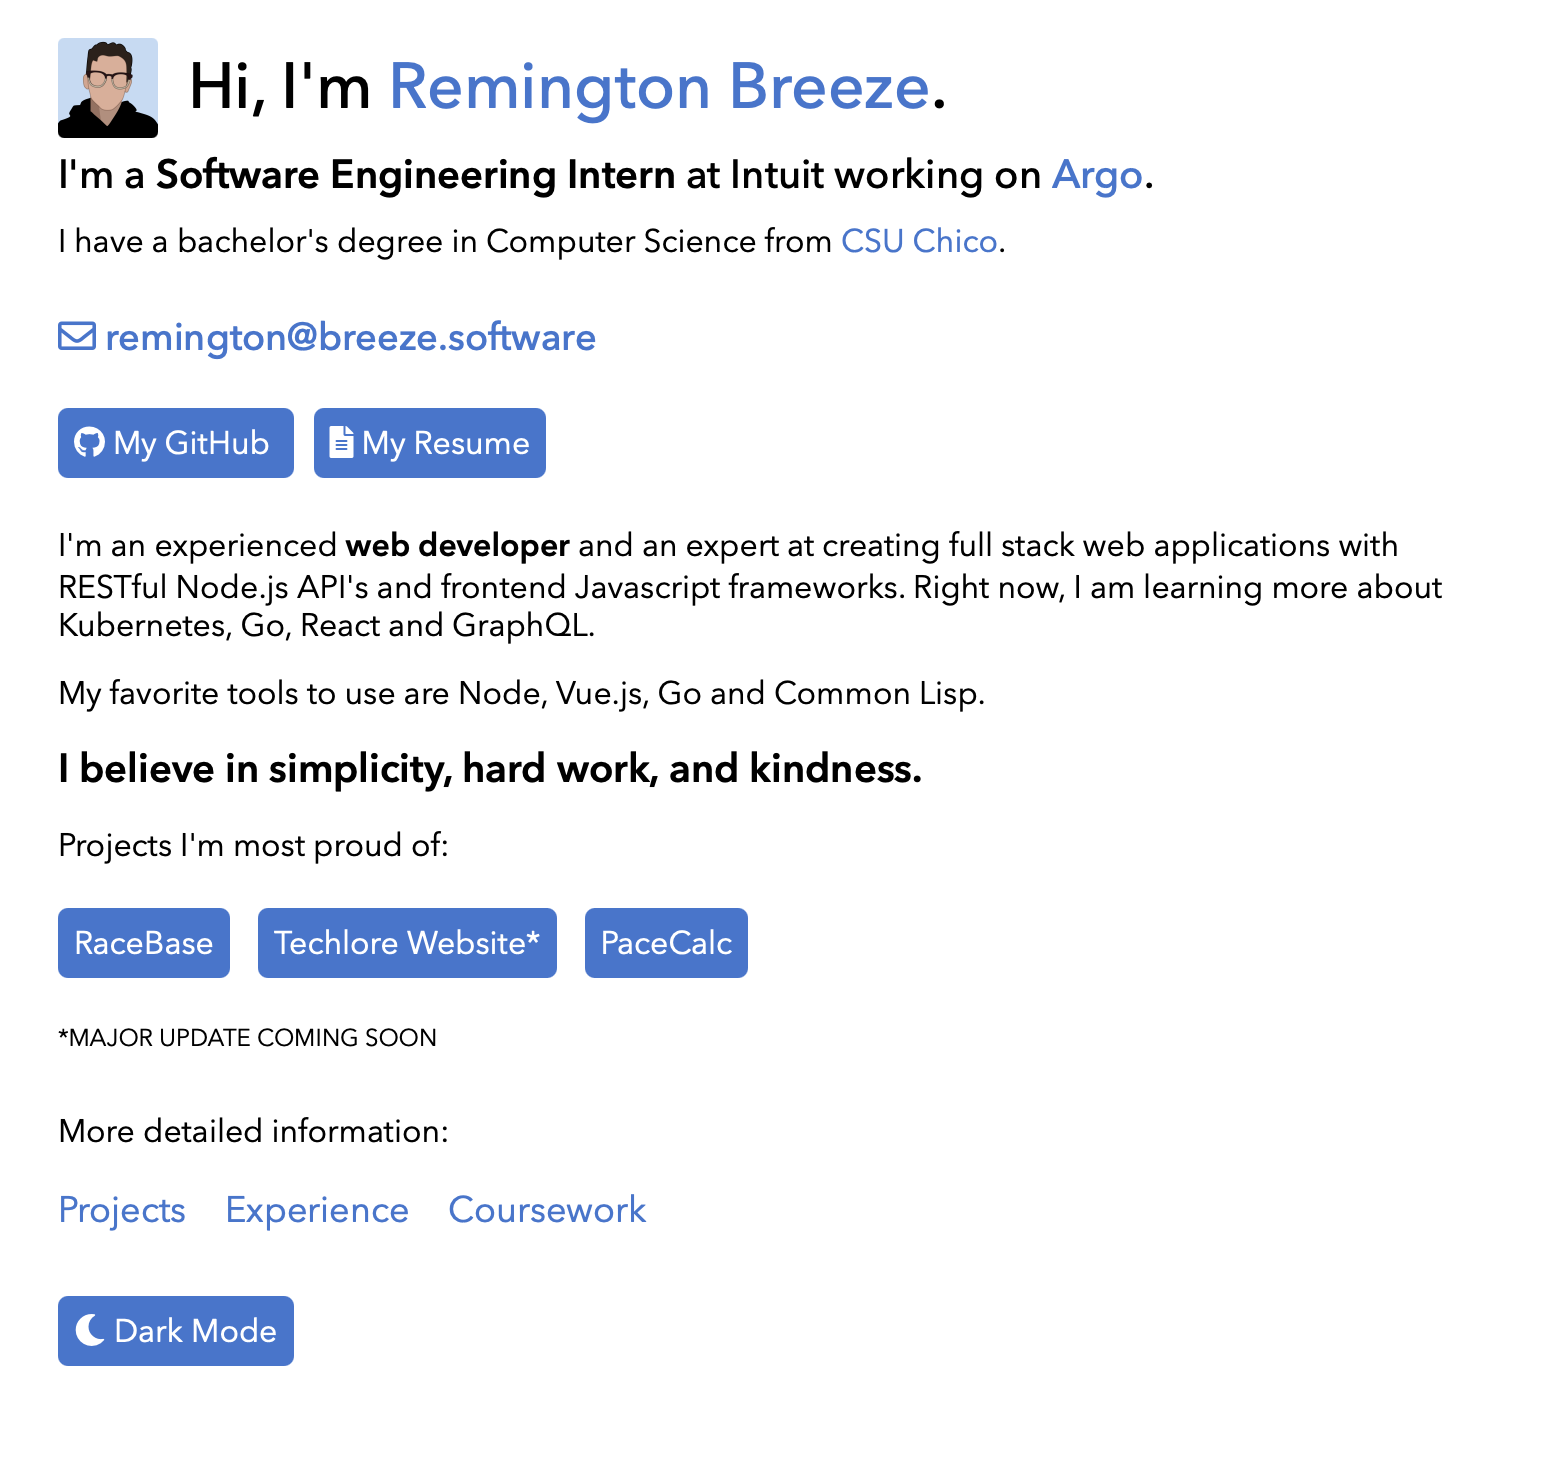 Hi, I'm Remington Breeze.
I'm a Software Engineering Intern at Intuit working on Argo.
I have a bachelor's degree in Computer Science from CSU Chico.
remington@breeze.software
My GitHub My Resume
I'm an experienced web developer and an expert at creating full stack web applications with
RESTful Node.js API's and frontend Javascript frameworks. Right now, I am learning more about
Kubernetes, Go, React and GraphQL.
My favorite tools to use are Node, Vue.js, Go and Common Lisp.
I believe in simplicity, hard work, and kindness.
Projects I'm most proud of:
RaceBase Techlore Website* PaceCalc
*MAJOR UPDATE COMING SOON
More detailed information:
Projects Experience Coursework
Dark Mode